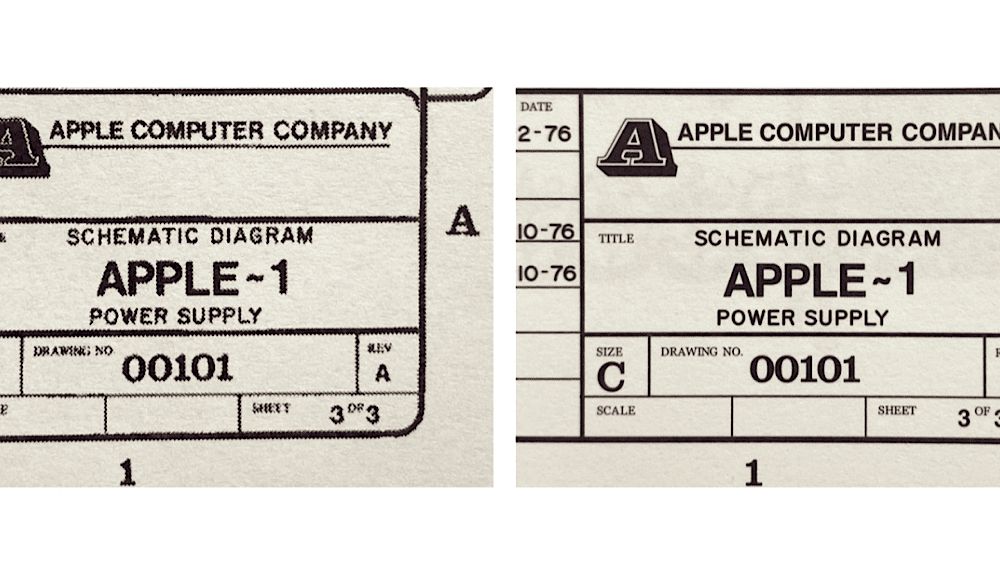 A APPLE COMPUTER COMPANY
SCHEMATIC DIAGRAM
APPLE~1
POWER SUPPLY
DRAWING NO 00101
REV A
SHEET 3 OF 3
1
A
DATE
2-76
10-76
10-76
A APPLE COMPUTER COMPAN
TITLE
SCHEMATIC DIAGRAM
APPLE~1
POWER SUPPLY
SIZE C
DRAWING NO. 00101
SCALE
SHEET 3 OF 3
1